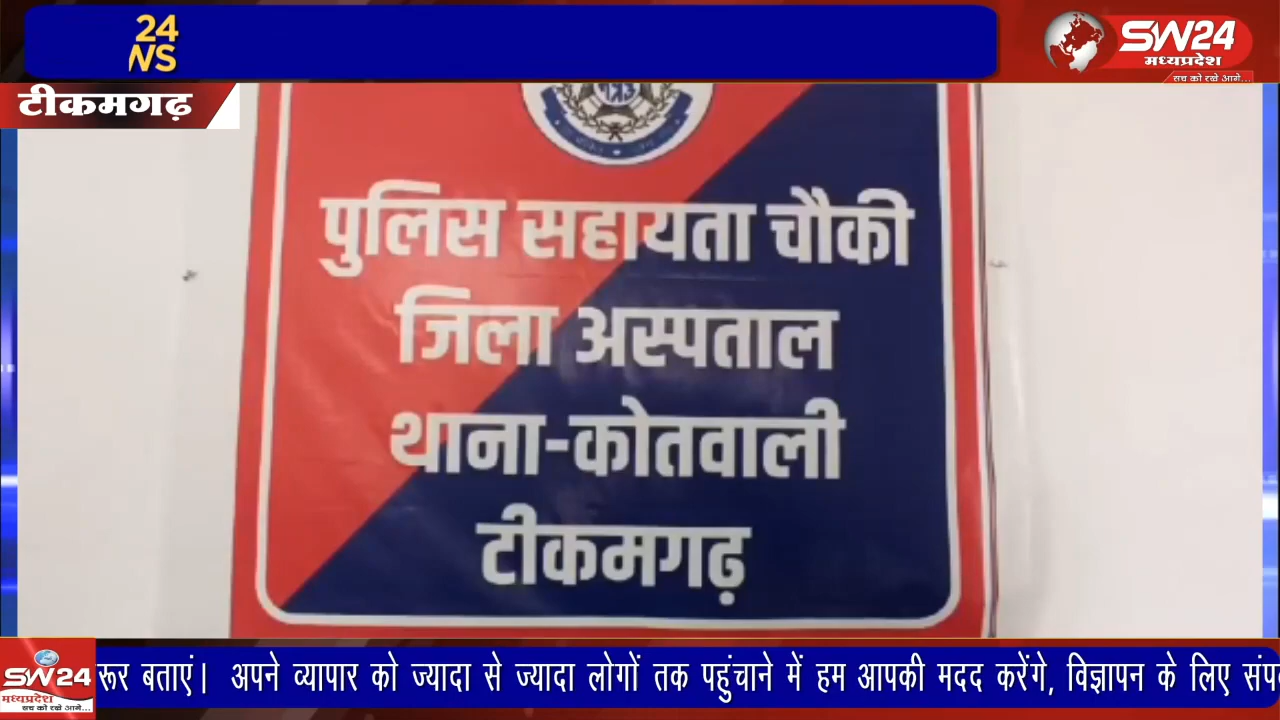 24
SW24
मध्यप्रदेश
सच को रखे आगे...
टीकमगढ़
पुलिस सहायता चौकी
जिला अस्पताल
थाना-कोतवाली
टीकमगढ़
SW24
मध्यप्रदेश
सच को रखे आगे...
रूर बताएं। अपने व्यापार को ज्यादा से ज्यादा लोगों तक पहुंचाने में हम आपकी मदद करेंगे, विज्ञापन के लिए